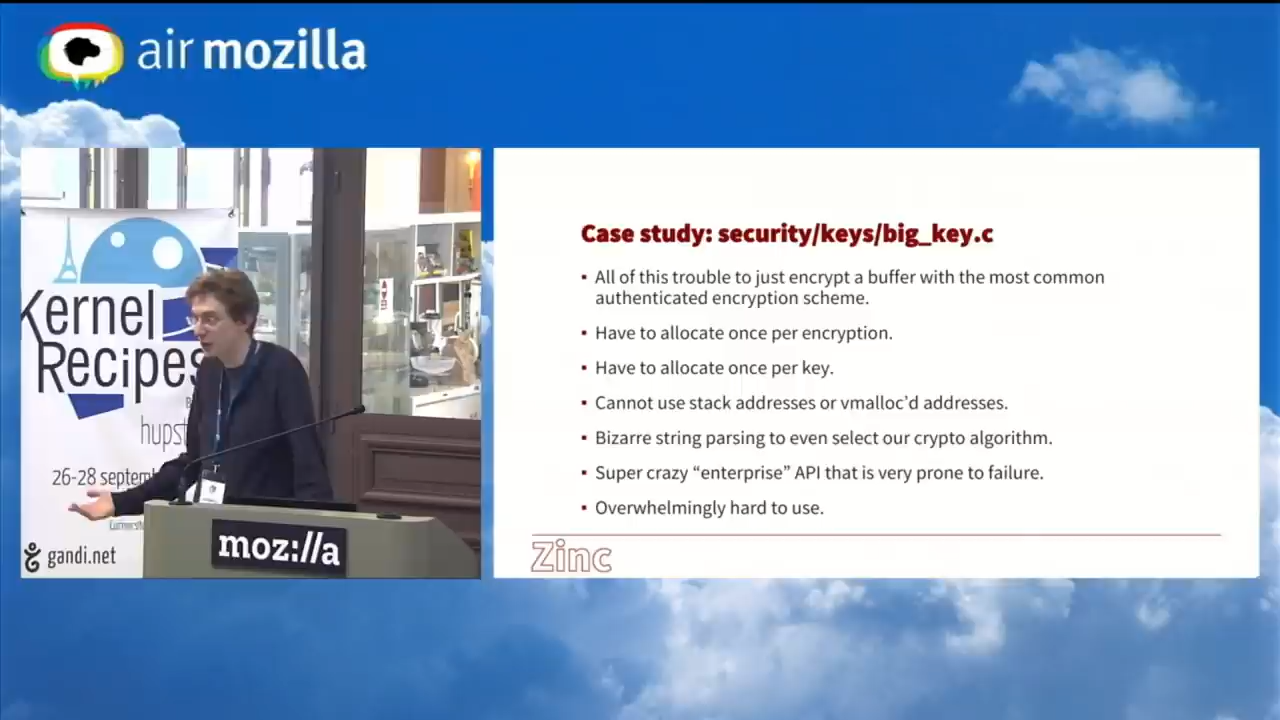 air mozilla
Kernel
Recipes
hupst
26-28 septem
gandi.net
moz://a
Case study: security/keys/big_key.c
▪ All of this trouble to just encrypt a buffer with the most common
authenticated encryption scheme.
▪ Have to allocate once per encryption.
▪ Have to allocate once per key.
▪ Cannot use stack addresses or vmalloc’d addresses.
▪ Bizarre string parsing to even select our crypto algorithm.
▪ Super crazy “enterprise” API that is very prone to failure.
▪ Overwhelmingly hard to use.
Zinc